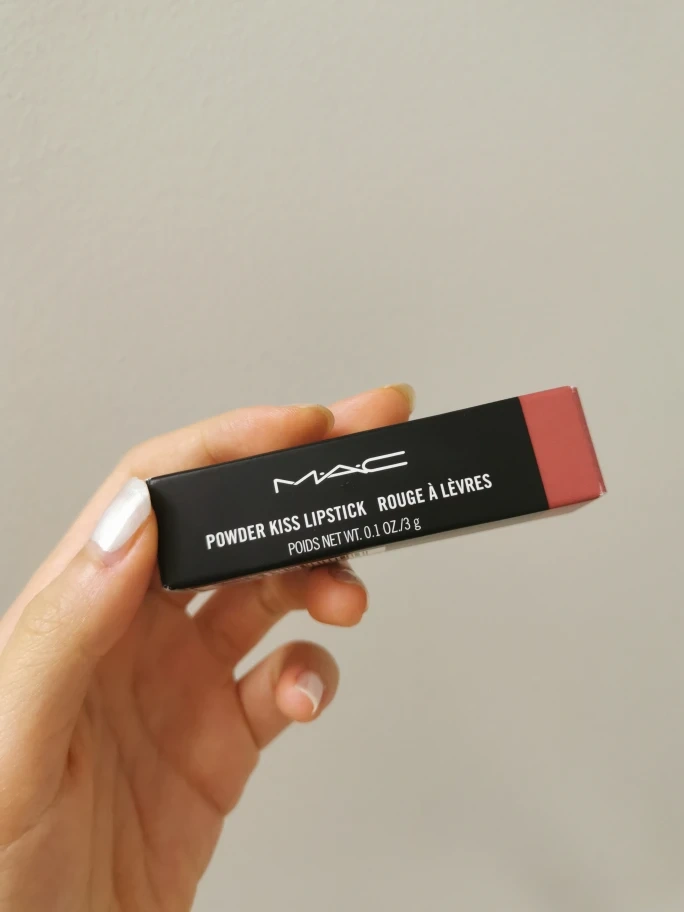 M·A·C
POWDER KISS LIPSTICK ROUGE À LÈVRES
POIDS NET WT. 0.1 OZ./3 g